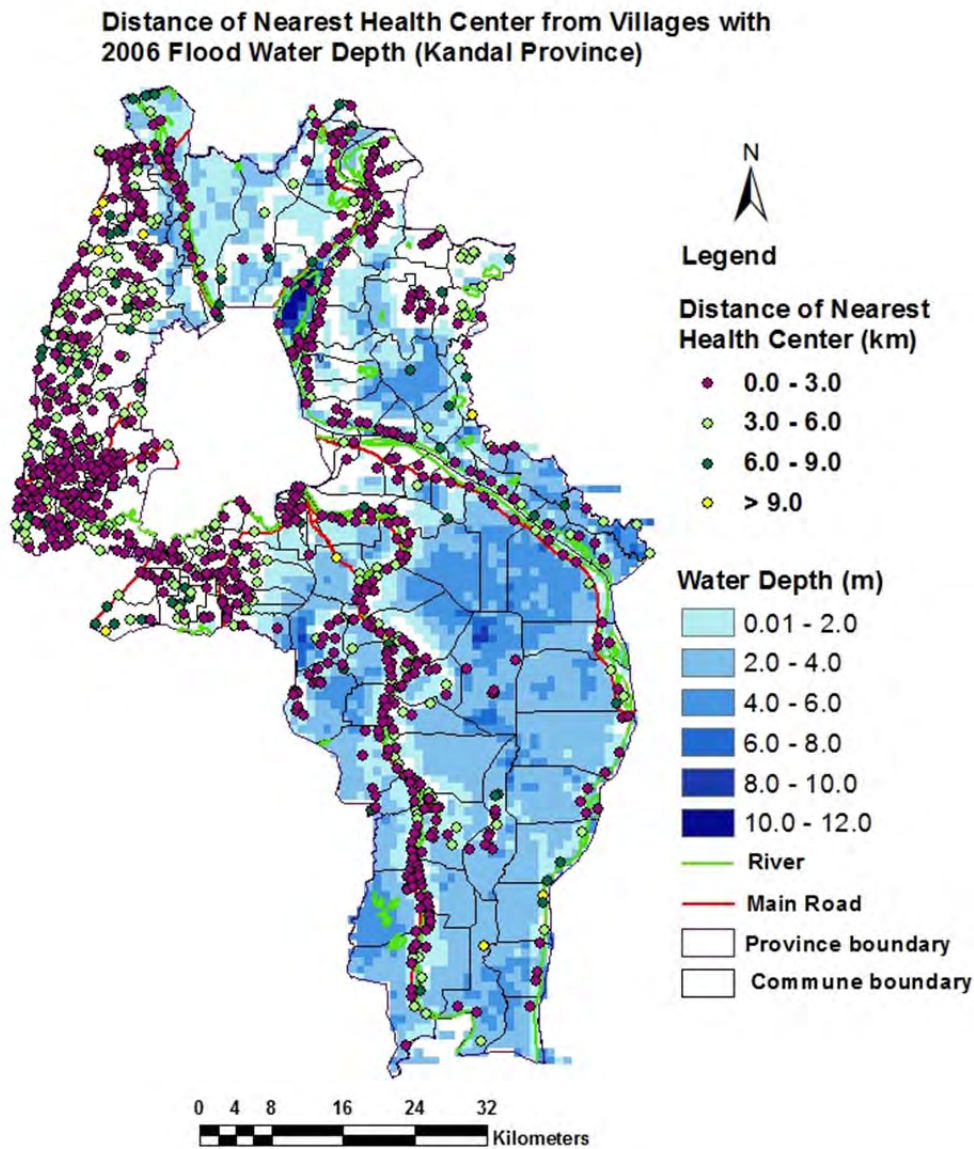 Distance of Nearest Health Center from Villages with
2006 Flood Water Depth (Kandal Province)
N
Legend
Distance of Nearest
Health Center (km)
0.0 - 3.0
3.0 - 6.0
6.0 - 9.0
> 9.0
Water Depth (m)
0.01 - 2.0
2.0 - 4.0
4.0 - 6.0
6.0 - 8.0
8.0 - 10.0
10.0 - 12.0
River
Main Road
Province boundary
Commune boundary
0 4 8 16 24 32
Kilometers